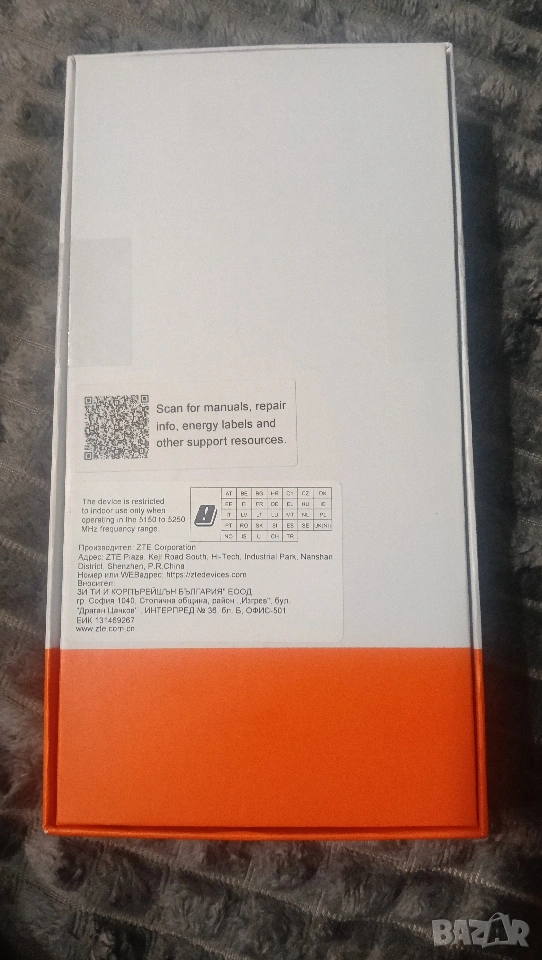 Scan for manuals, repair
info, energy labels and
other support resources.
The device is restricted
to indoor use only when
operating in the 5150 to 5250
MHz frequency range.
AT BE BG HR CY CZ DK
EE FI FR DE EL HU IE
IT LV LT LU MT NL PL
PT RO SK SI ES SE UK(NI)
NO IS LI CH TR
Производител: ZTE Corporation
Адрес: ZTE Plaza, Keji Road South, Hi-Tech, Industrial Park, Nanshan
District, Shenzhen, P.R.China
Номер или WEBадрес: https://ztedevices.com
Вносител:
ЗИ ТИ И КОРПЪРЕЙШЪН БЪЛГАРИЯ" ЕООД
гр. София 1040, Столична община, район ,,Изгрев", бул.
"Драган Цанков" , ИНТЕРПРЕД № 36, бл. Б, ОФИС-501
ЕИК 131469267
www.zte.com.cn
BAZAR